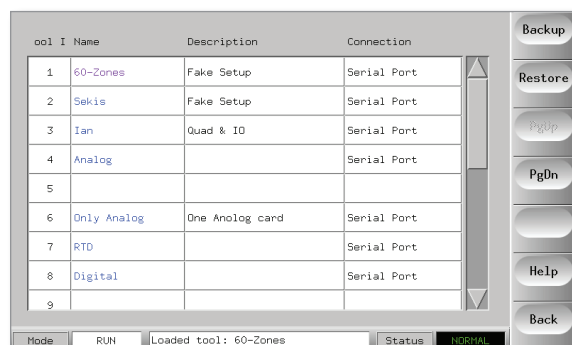 ool I Name Description Connection
1 60-Zones Fake Setup Serial Port
2 Sekis Fake Setup Serial Port
3 Ian Quad & IO Serial Port
4 Analog Serial Port
5
6 Only Analog One Anolog card Serial Port
7 RTD Serial Port
8 Digital Serial Port
9
Mode RUN Loaded tool: 60-Zones Status NORMAL
Backup
Restore
PgUp
PgDn
Help
Back